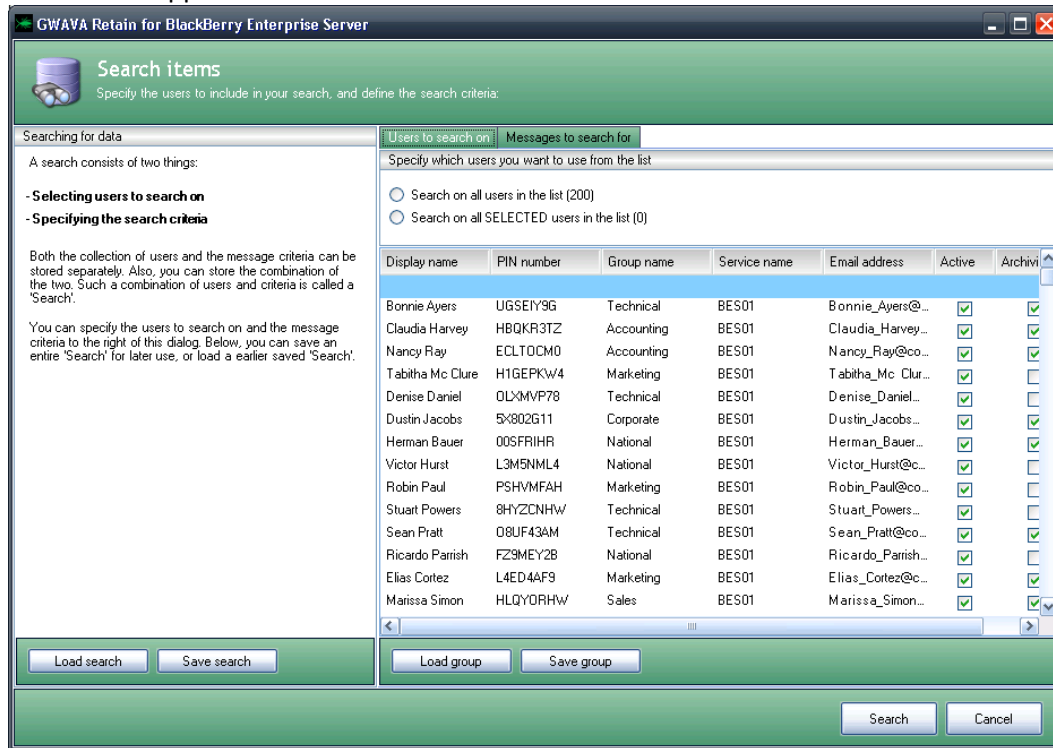 GWAVA Retain for BlackBerry Enterprise Server
Search items
Specify the users to include in your search, and define the search criteria:
Searching for data
A search consists of two things:
- Selecting users to search on
- Specifying the search criteria
Both the collection of users and the message criteria can be
stored separately. Also, you can store the combination of
the two. Such a combination of users and criteria is called a
'Search'.
You can specify the users to search on and the message
criteria to the right of this dialog. Below, you can save an
entire 'Search' for later use, or load a earlier saved 'Search'.
Load search Save search
Users to search on Messages to search for
Specify which users you want to use from the list
Search on all users in the list (200)
Search on all SELECTED users in the list (0)
Display name PIN number Group name Service name Email address Active Archivi
Bonnie Ayers UGSEIY9G Technical BES01 Bonnie_Ayers@...
Claudia Harvey HBQKR3TZ Accounting BES01 Claudia_Harvey...
Nancy Ray ECLTOCM0 Accounting BES01 Nancy_Ray@co...
Tabitha Mc Clure H1GEPKW4 Marketing BES01 Tabitha_Mc Clur...
Denise Daniel OLXMVP78 Technical BES01 Denise_Daniel...
Dustin Jacobs 5X802G11 Corporate BES01 Dustin_Jacobs...
Herman Bauer 00SFRIHR National BES01 Herman_Bauer...
Victor Hurst L3M5NML4 National BES01 Victor_Hurst@c...
Robin Paul PSHVMFAH Marketing BES01 Robin_Paul@co...
Stuart Powers 8HYZCNHW Technical BES01 Stuart_Powers...
Sean Pratt O8UF43AM Technical BES01 Sean_Pratt@co...
Ricardo Parrish FZ9MEY2B National BES01 Ricardo_Parrish...
Elias Cortez L4ED4AF9 Marketing BES01 Elias_Cortez@c...
Marissa Simon HLQYORHW Sales BES01 Marissa_Simon...
Load group Save group
Search Cancel